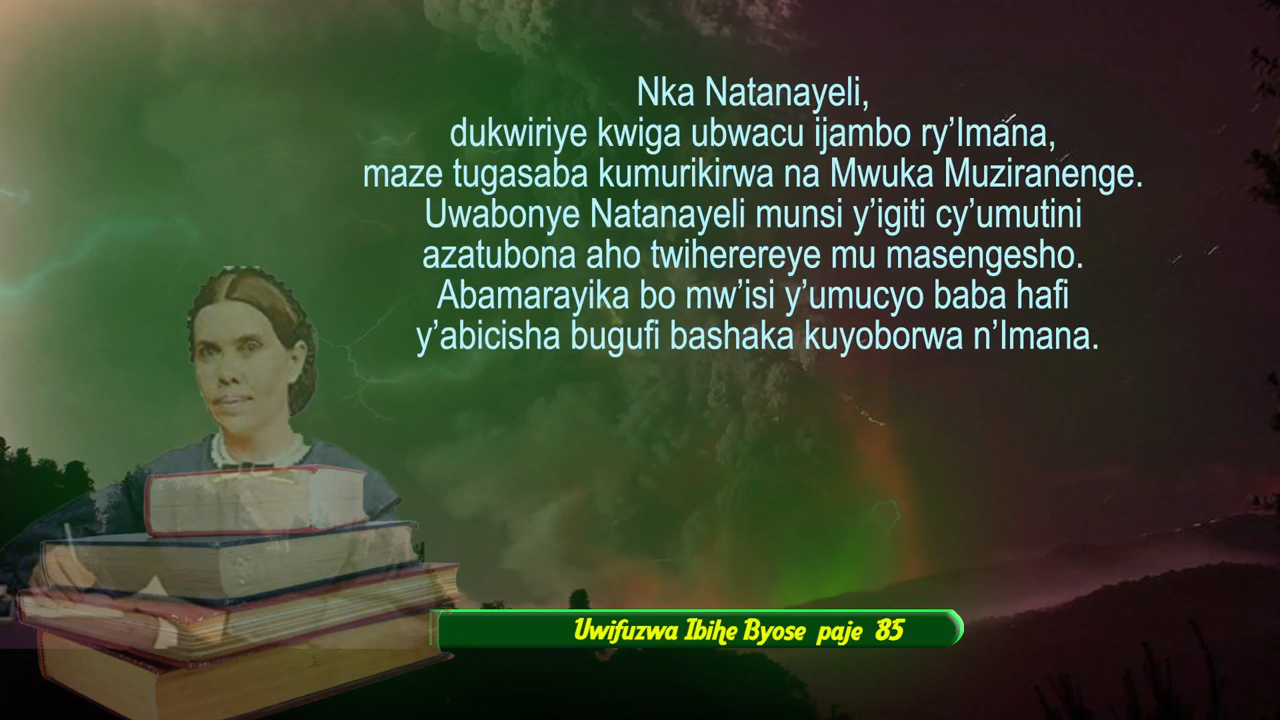 Nka Natanayeli,
dukwiriye kwiga ubwacu ijambo ry’Imana,
maze tugasaba kumurikirwa na Mwuka Muziranenge.
Uwabonye Natanayeli munsi y’igiti cy’umutini
azatubona aho twiherereye mu masengesho.
Abamarayika bo mw’isi y’umucyo baba hafi
y’abicisha bugufi bashaka kuyoborwa n’Imana.
Uwifuzwa Ibihe Byose paje 85